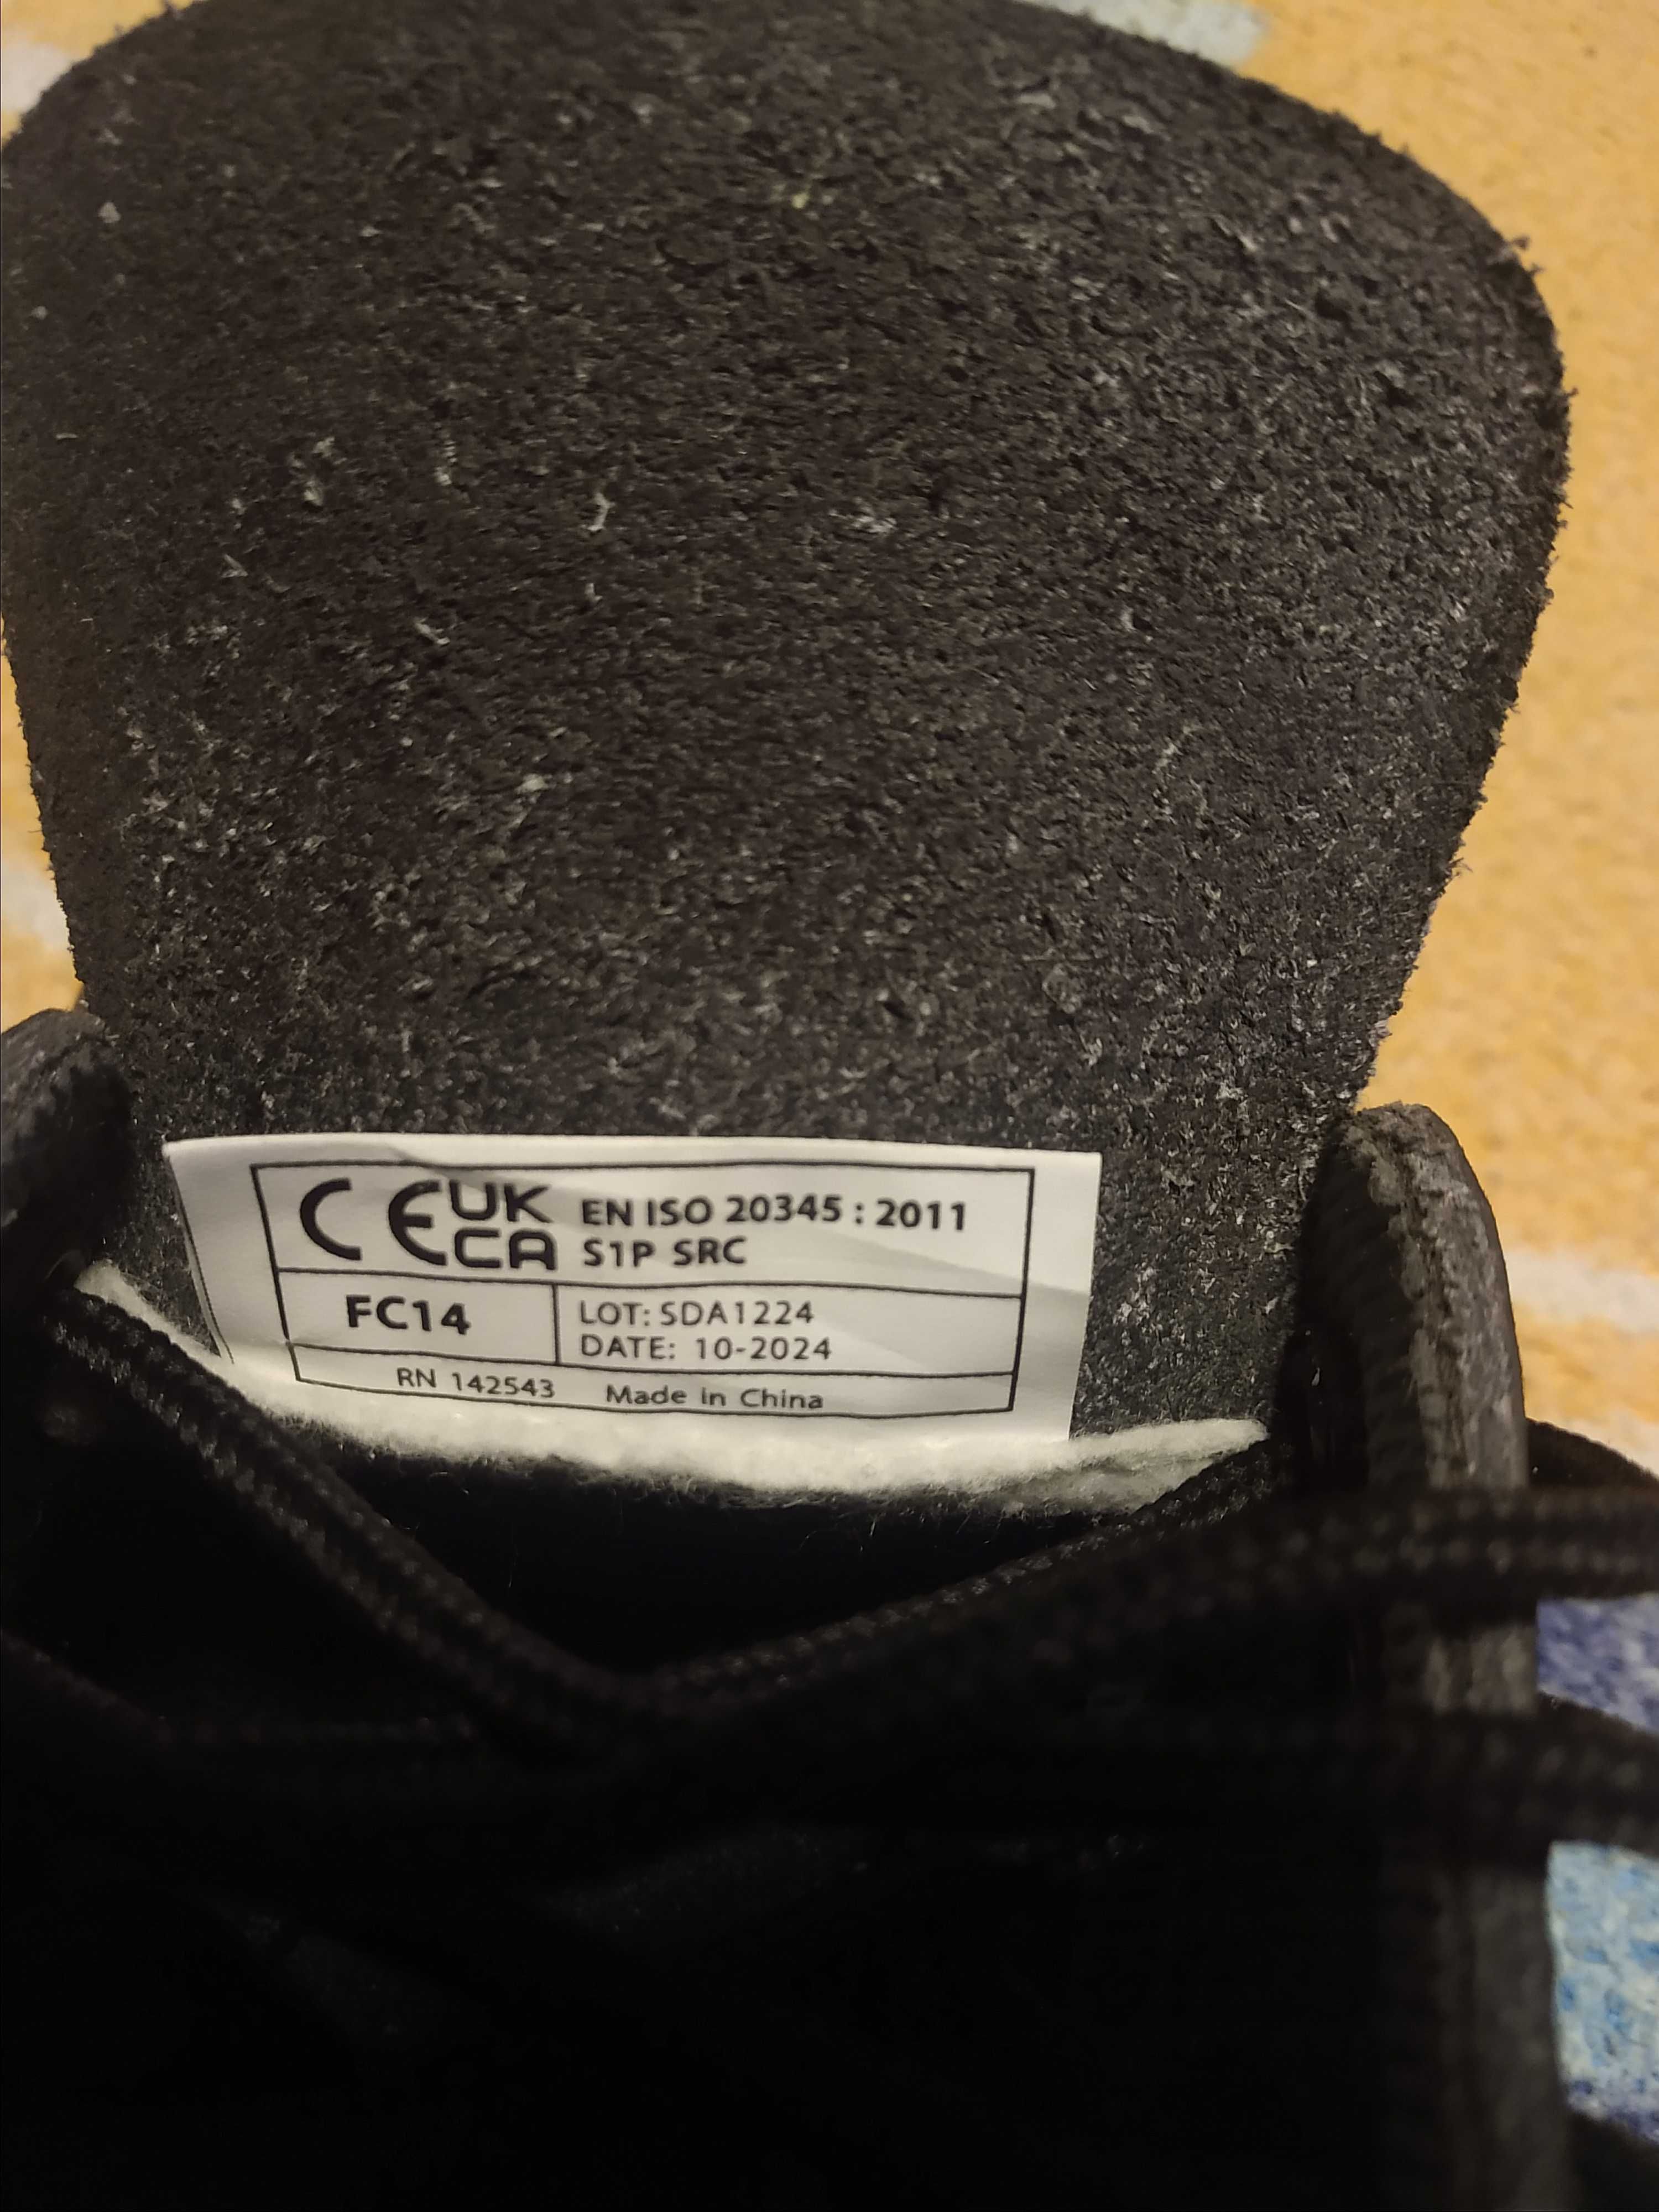 CE UK CA EN ISO 20345 : 2011
S1P SRC
FC14
LOT: SDA1224
DATE: 10-2024
RN 142543 Made in China